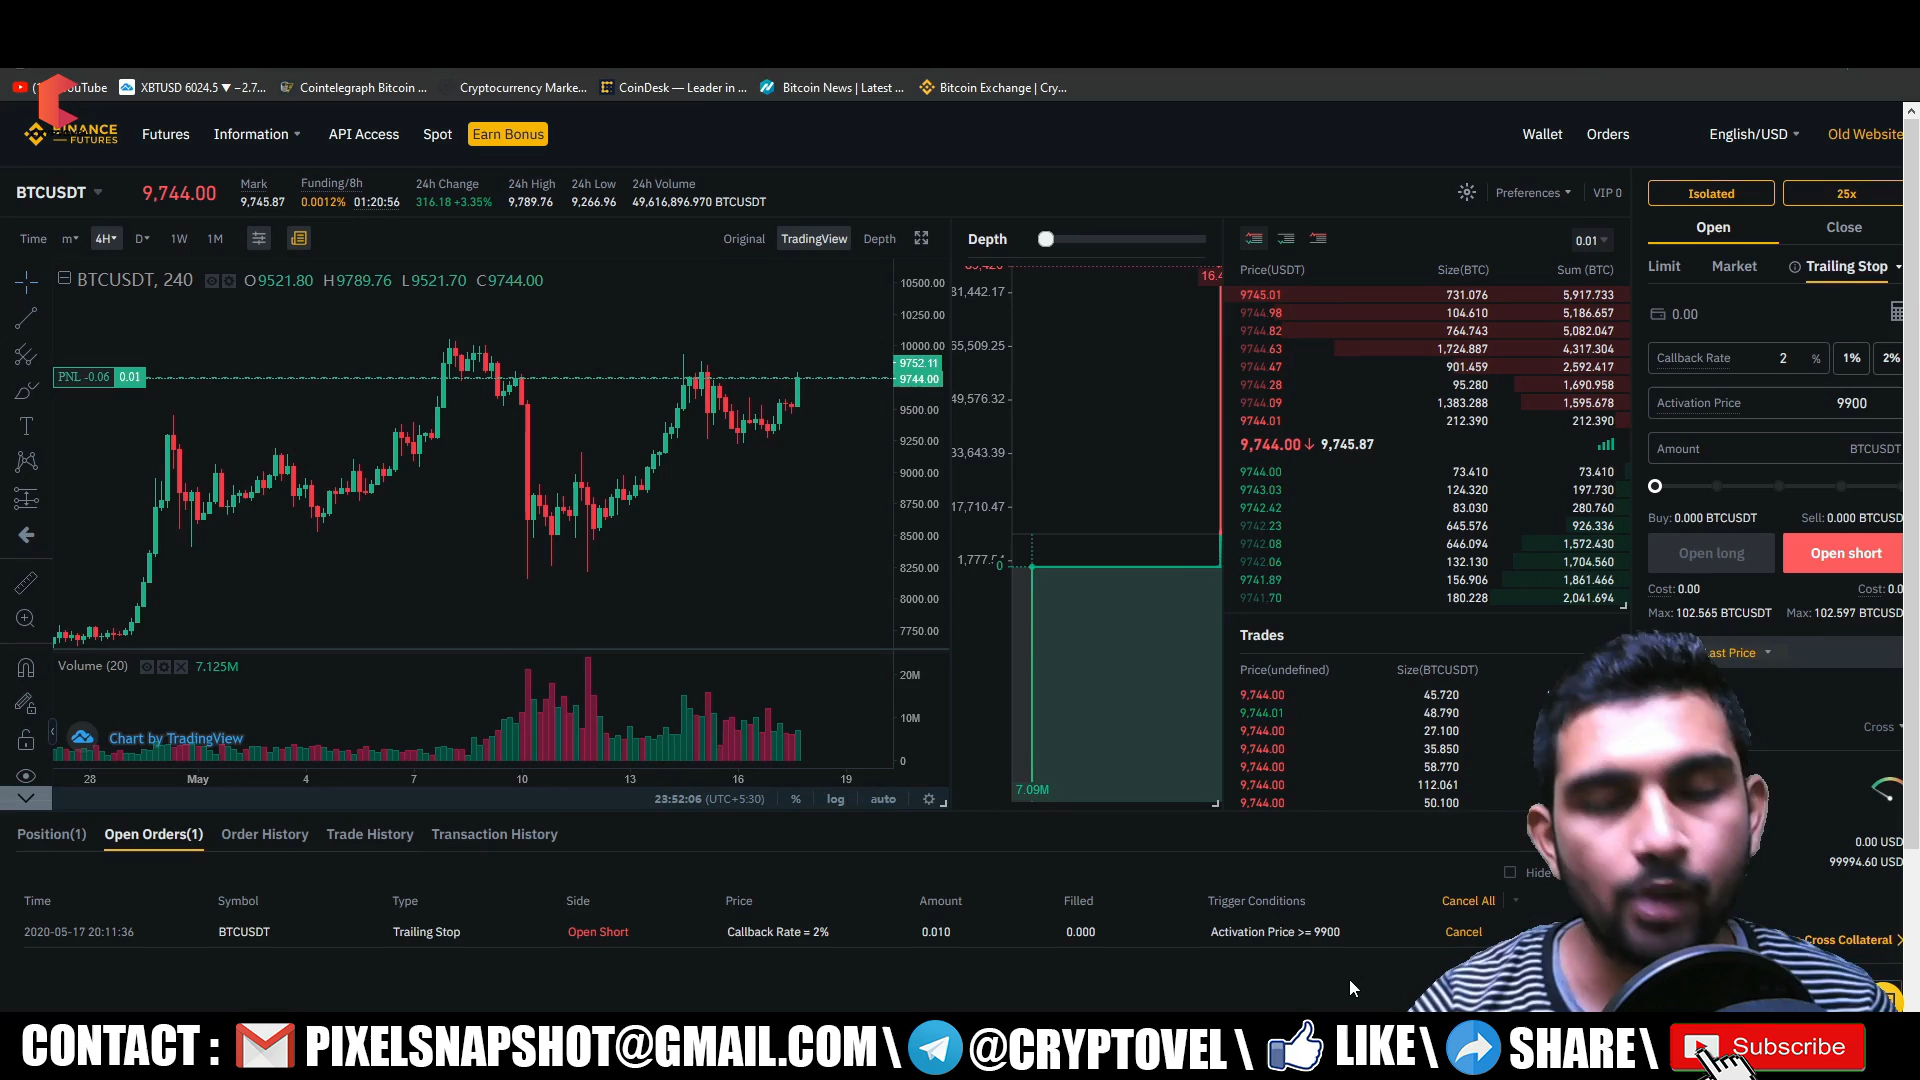 YouTube
XBTUSD 6024.5 ▼ −2.7...
Cointelegraph Bitcoin ...
Cryptocurrency Marke...
CoinDesk — Leader in ...
Bitcoin News | Latest ...
Bitcoin Exchange | Cry...
BINANCE
FUTURES
Futures
Information
API Access
Spot
Earn Bonus
Wallet
Orders
English/USD
Old Website
BTCUSDT
9,744.00
Mark
9,745.87
Funding/8h
0.0012% 01:20:56
24h Change
316.18 +3.35%
24h High
9,789.76
24h Low
9,266.96
24h Volume
49,616,896.970 BTCUSDT
Preferences
VIP 0
Isolated
25x
Time m 4H D 1W 1M
Original TradingView Depth
Depth
0.01
Open
Close
Limit Market Trailing Stop
BTCUSDT, 240
O9521.80 H9789.76 L9521.70 C9744.00
PNL -0.06 0.01
10500.00
10250.00
10000.00
9752.11
9744.00
9500.00
9250.00
9000.00
8750.00
8500.00
8250.00
8000.00
7750.00
Volume (20) 7.125M
20M
10M
0
Chart by TradingView
28 May 4 7 10 13 16 19
23:52:06 (UTC+5:30) % log auto
16.4
81,442.17
65,509.25
49,576.32
33,643.39
17,710.47
0
7.09M
Price(USDT) Size(BTC) Sum (BTC)
9745.01 731.076 5,917.733
9744.98 104.610 5,186.657
9744.82 764.743 5,082.047
9744.63 1,724.887 4,317.304
9744.47 901.459 2,592.417
9744.28 95.280 1,690.958
9744.09 1,383.288 1,595.678
9744.01 212.390 212.390
9,744.00↓ 9,745.87
9744.00 73.410 73.410
9743.03 124.320 197.730
9742.42 83.030 280.760
9742.23 645.576 926.336
9742.08 646.094 1,572.430
9742.06 132.130 1,704.560
9741.89 156.906 1,861.466
9741.70 180.228 2,041.694
Trades
Price(undefined) Size(BTCUSDT)
9,744.00 45.720
9,744.01 48.790
9,744.00 27.100
9,744.00 35.850
9,744.00 58.770
9,744.00 112.061
9,744.00 50.100
0.00
Callback Rate 2 % 1% 2%
Activation Price 9900
Amount BTCUSDT
Buy: 0.000 BTCUSDT Sell: 0.000 BTCUSD
Open long
Open short
Cost: 0.00 Cost: 0.0
Max: 102.565 BTCUSDT Max: 102.597 BTCUSD
Last Price
Cross
0.00 USD
99994.60 USD
Cross Collateral
Position(1) Open Orders(1) Order History Trade History Transaction History
Hide
Time Symbol Type Side Price Amount Filled Trigger Conditions Cancel All
2020-05-17 20:11:36 BTCUSDT Trailing Stop Open Short Callback Rate = 2% 0.010 0.000 Activation Price >= 9900 Cancel
CONTACT : PIXELSNAPSHOT@GMAIL.COM \ @CRYPTOVEL \ LIKE\ SHARE\ Subscribe